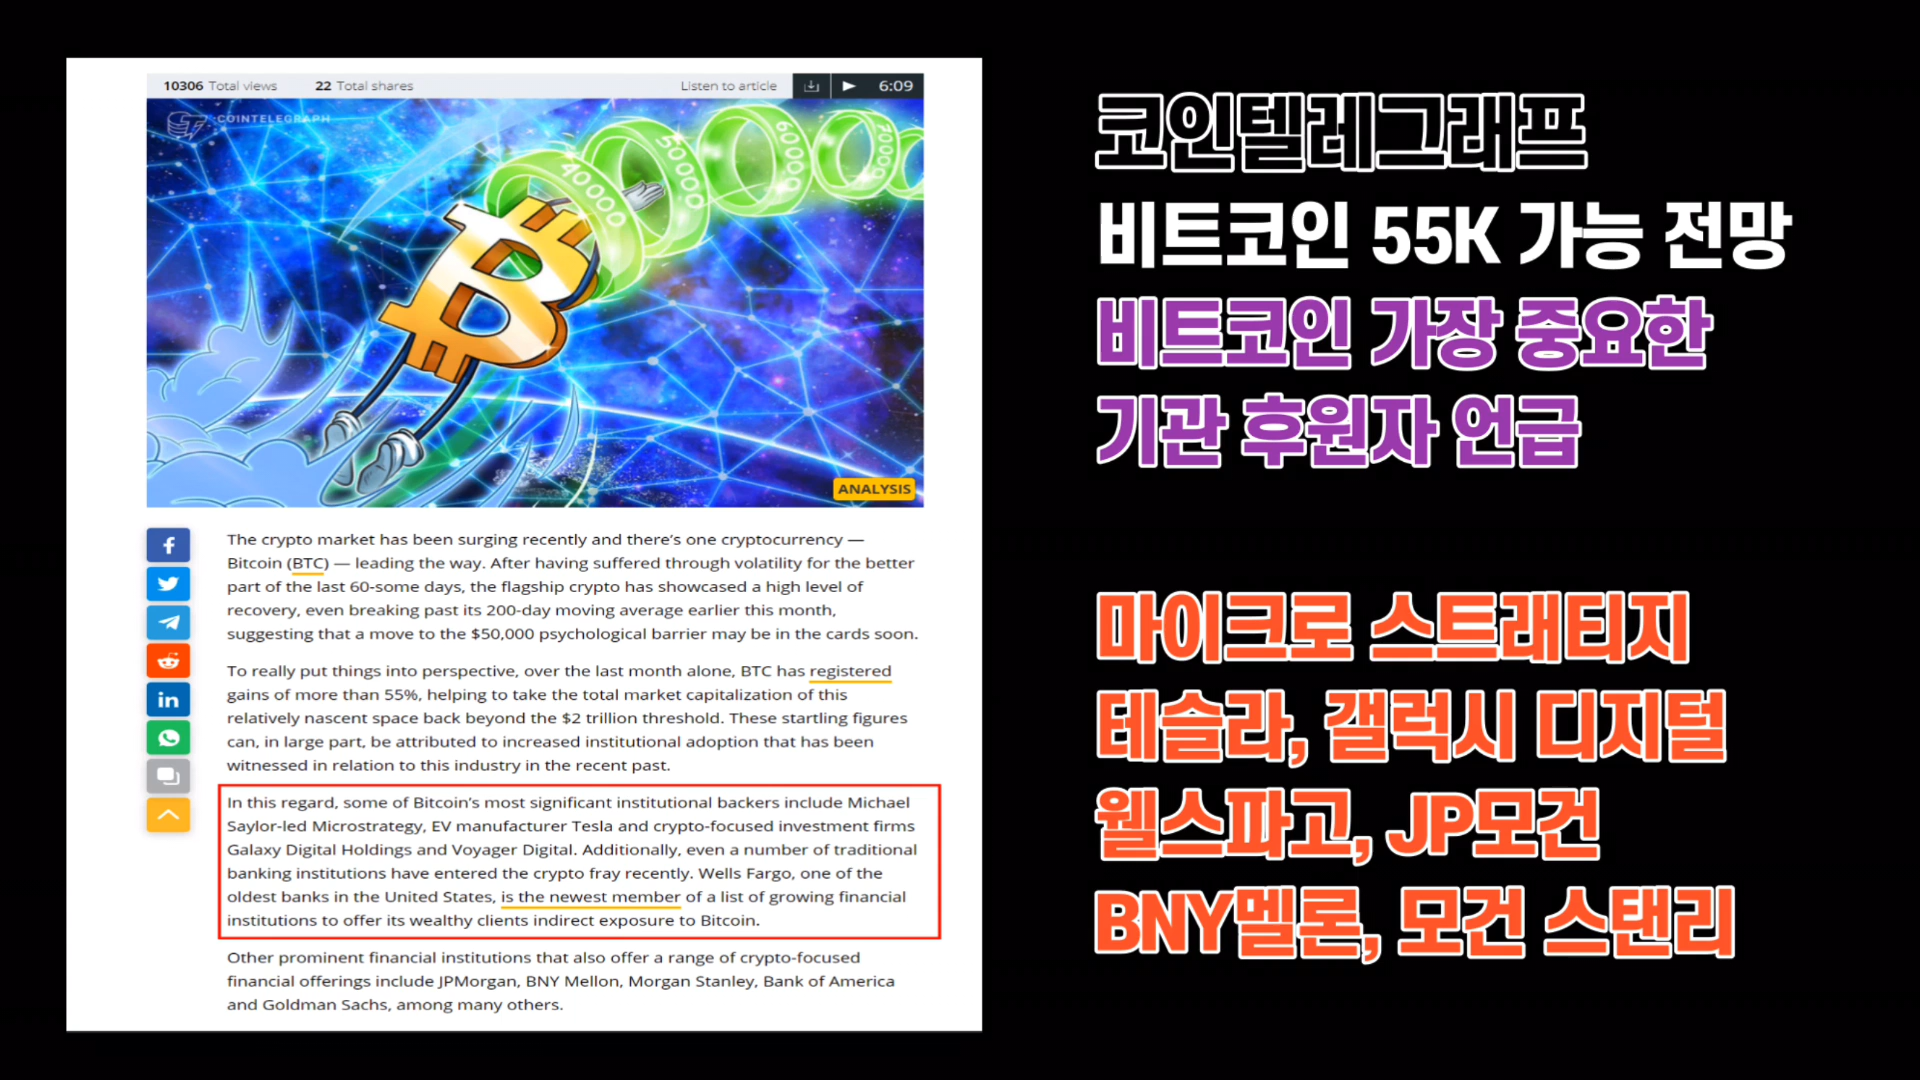 10306 Total views 22 Total shares Listen to article 6:09
COINTELEGRAPH
40000
50000
60000
70000
ANALYSIS
The crypto market has been surging recently and there's one cryptocurrency —
Bitcoin (BTC) — leading the way. After having suffered through volatility for the better
part of the last 60-some days, the flagship crypto has showcased a high level of
recovery, even breaking past its 200-day moving average earlier this month,
suggesting that a move to the $50,000 psychological barrier may be in the cards soon.
To really put things into perspective, over the last month alone, BTC has registered
gains of more than 55%, helping to take the total market capitalization of this
relatively nascent space back beyond the $2 trillion threshold. These startling figures
can, in large part, be attributed to increased institutional adoption that has been
witnessed in relation to this industry in the recent past.
In this regard, some of Bitcoin's most significant institutional backers include Michael
Saylor-led Microstrategy, EV manufacturer Tesla and crypto-focused investment firms
Galaxy Digital Holdings and Voyager Digital. Additionally, even a number of traditional
banking institutions have entered the crypto fray recently. Wells Fargo, one of the
oldest banks in the United States, is the newest member of a list of growing financial
institutions to offer its wealthy clients indirect exposure to Bitcoin.
Other prominent financial institutions that also offer a range of crypto-focused
financial offerings include JPMorgan, BNY Mellon, Morgan Stanley, Bank of America
and Goldman Sachs, among many others.
코인텔레그래프
비트코인 55K 가능 전망
비트코인 가장 중요한
기관 후원자 언급
마이크로 스트래티지
테슬라, 갤럭시 디지털
웰스파고, JP모건
BNY멜론, 모건 스탠리